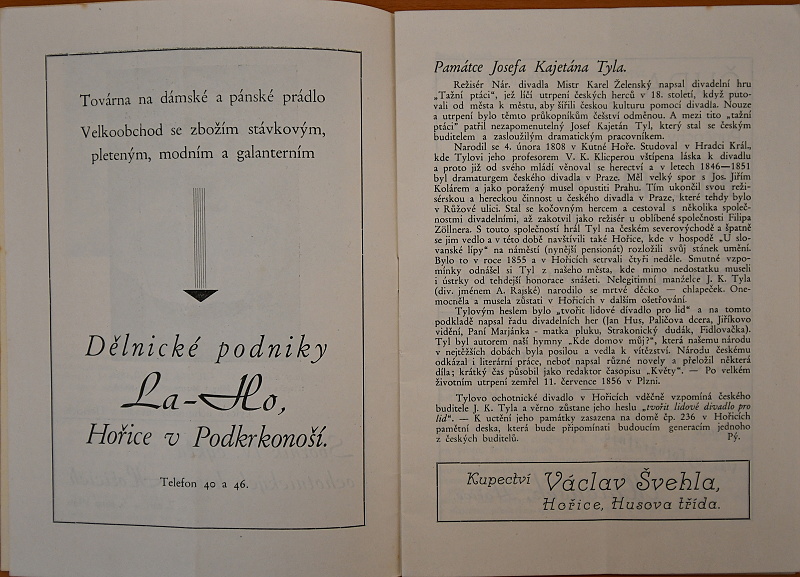 Továrna na dámské a pánské prádlo
Velkoobchod se zbožím stávkovým,
pleteným, modním a galanterním
Dělnické podniky
La-Ho,
Hořice v Podkrkonoší.
Telefon 40 a 46.
Památce Josefa Kajetána Tyla.
Režisér Nár. divadla Mistr Karel Želenský napsal divadelní hru
„Tažní ptáci“, jež líčí utrpení českých herců v 18. století, když puto-
vali od města k městu, aby šířili českou kulturu pomocí divadla. Nouze
a utrpení bylo těmto průkopníkům češství odměnou. A mezi tito „tažní
ptáci“ patřil nezapomenutelný Josef Kajetán Tyl, který stal se českým
buditelem a zasloužilým dramatickým pracovníkem.
Narodil se 4. února 1808 v Kutné Hoře. Studoval v Hradci Král.,
kde Tylovi jeho profesorem V. K. Klicperou vštípena láska k divadlu
a proto již od svého mládí věnoval se herectví a v letech 1846—1851
byl dramaturgem českého divadla v Praze. Měl velký spor s Jos. Jiřím
Kolárem a jako poražený musel opustiti Prahu. Tím ukončil svou reži-
sérskou a hereckou činnost u českého divadla v Praze, které tehdy bylo
v Růžové ulici. Stal se kočovným hercem a cestoval s několika společ-
nostmi divadelními, až zakotvil jako režisér u oblíbené společnosti Filipa
Zöllnera. S touto společností hrál Tyl na českém severovýchodě a špatně
se jim vedlo a v této době navštívili také Hořice, kde v hospodě „U slo-
vanské lípy“ na náměstí (nynější pensionát) rozložili svůj stánek umění.
Bylo to v roce 1855 a v Hořicích setrvali čtyři neděle. Smutné vzpo-
mínky odnášel si Tyl z našeho města, kde mimo nedostatku museli
i ústrky od tehdejší honorace snášeti. Nelegitimní manželce J. K. Tyla
(div. jménem A. Rajské) narodilo se mrtvé děcko — chlapeček. One-
mocněla a musela zůstati v Hořicích v dalším ošetřování.
Tylovým heslem bylo „tvořit lidové divadlo pro lid“ a na tomto
podkladě napsal řadu divadelních her (Jan Hus, Paličova dcera, Jiříkovo
vidění, Paní Marjánka - matka pluku, Strakonický dudák, Fidlovačka).
Tyl byl autorem naší hymny „Kde domov můj?“, která našemu národu
v nejtěžších dobách byla posilou a vedla k vítězství. Národu českému
odkázal i literární práce, neboť napsal různé novely a přeložil některá
díla; krátký čas působil jako redaktor časopisu „Květy“. — Po velkém
životním utrpení zemřel 11. července 1856 v Plzni.
Tylovo ochotnické divadlo v Hořicích vděčně vzpomíná českého
buditele J. K. Tyla a věrno zůstane jeho heslu „tvořit lidové divadlo pro
lid“. — K uctění jeho památky zasazena na domě čp. 236 v Hořicích
pamětní deska, která bude připomínati budoucím generacím jednoho
z českých buditelů. Pý.
Kupectví Václav Švehla,
Hořice, Husova třída.